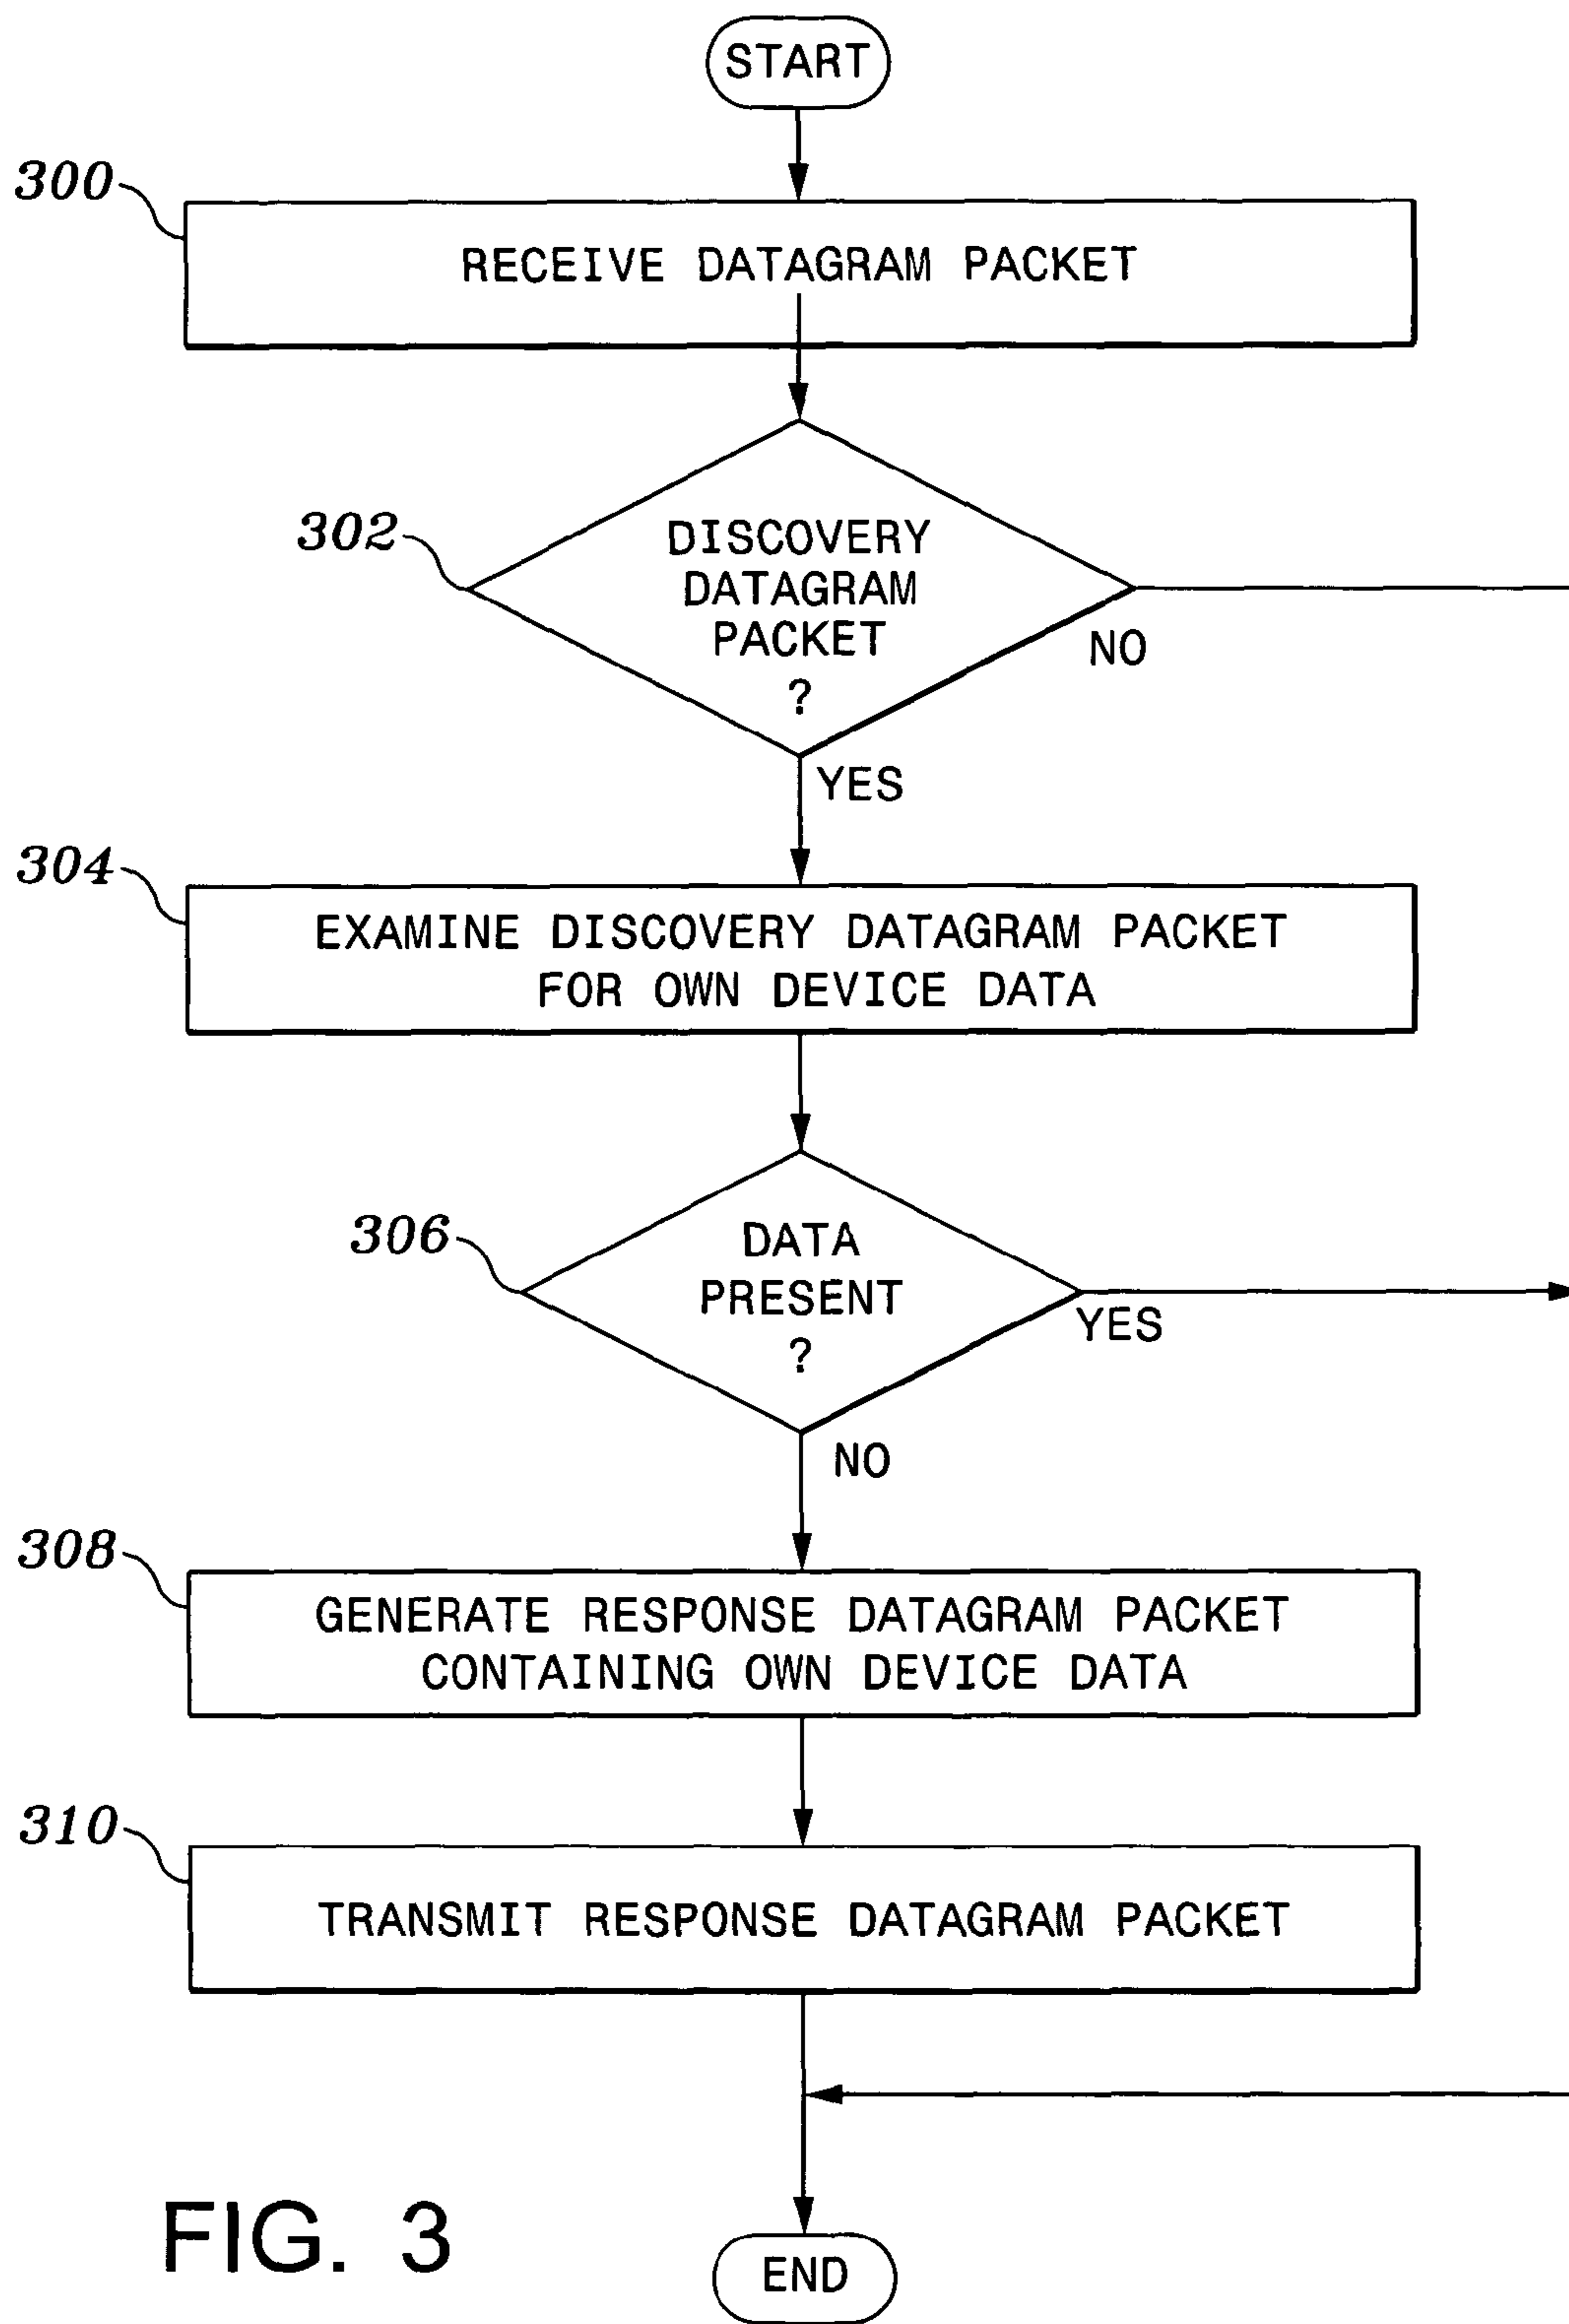 START
300
RECEIVE DATAGRAM PACKET
302
DISCOVERY
DATAGRAM
PACKET
?
NO
YES
304
EXAMINE DISCOVERY DATAGRAM PACKET
FOR OWN DEVICE DATA
306
DATA
PRESENT
?
YES
NO
308
GENERATE RESPONSE DATAGRAM PACKET
CONTAINING OWN DEVICE DATA
310
TRANSMIT RESPONSE DATAGRAM PACKET
FIG. 3
END